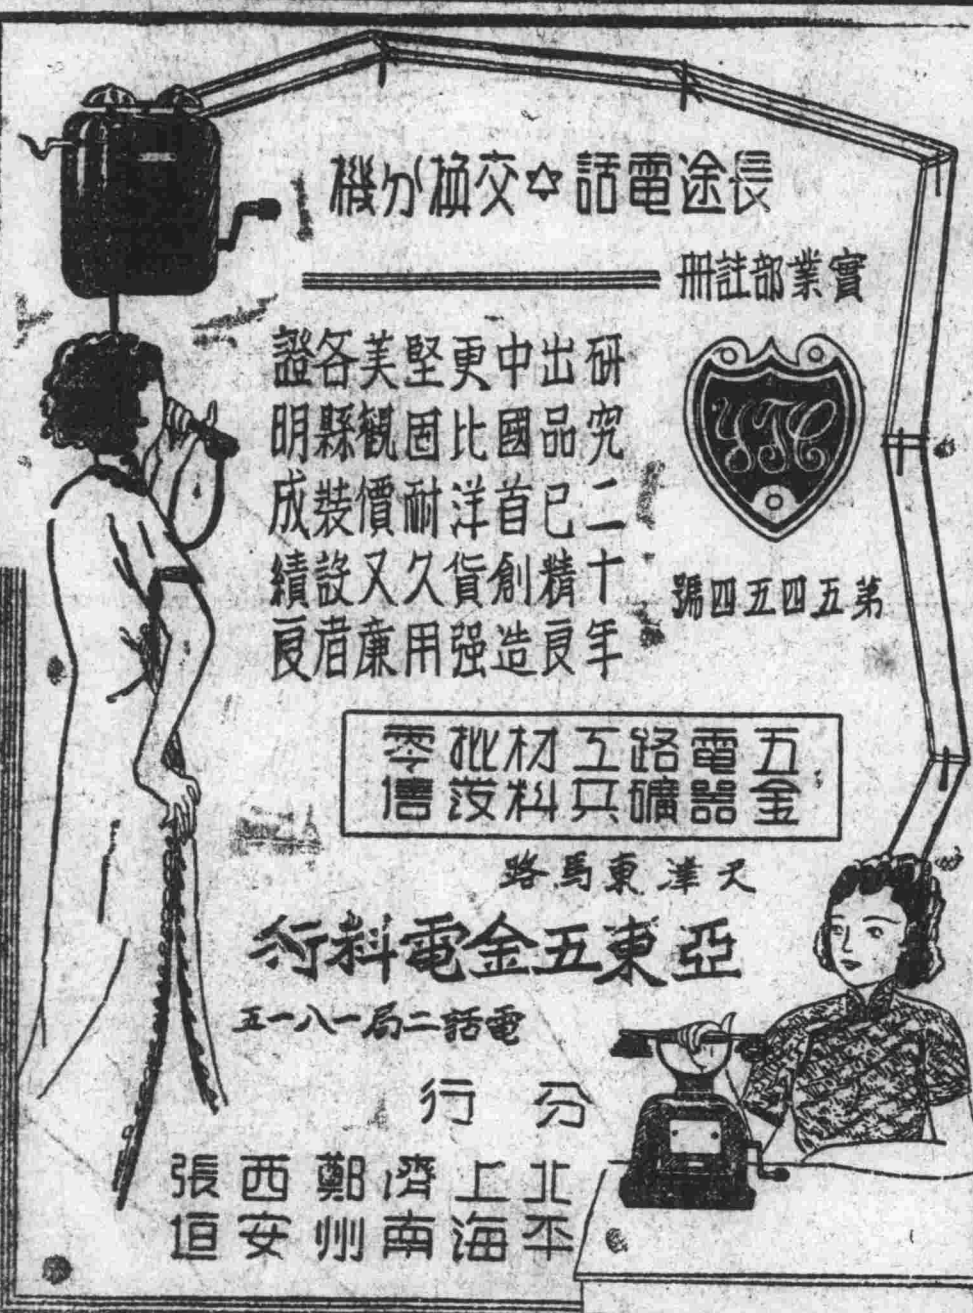 長途電話✡交換分機
實業部註冊
YTC
第五四五四號
研究二十年
出品已精良
中國首創造
更比洋貨強
堅固耐久用
美觀價又廉
各縣裝設者
證明成績良
五金
電器
路礦
工兵
材料
批發
零售
天津東馬路
亞東五金電料行
電話二局一八一五
分行
北平
上海
濟南
鄭州
西安
張垣